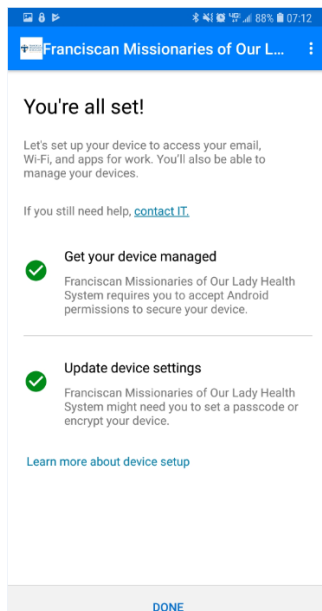 88% 07:12
Franciscan Missionaries of Our L...
You're all set!
Let's set up your device to access your email,
Wi-Fi, and apps for work. You'll also be able to
manage your devices.
If you still need help, contact IT.
Get your device managed
Franciscan Missionaries of Our Lady Health
System requires you to accept Android
permissions to secure your device.
Update device settings
Franciscan Missionaries of Our Lady Health
System might need you to set a passcode or
encrypt your device.
Learn more about device setup
DONE